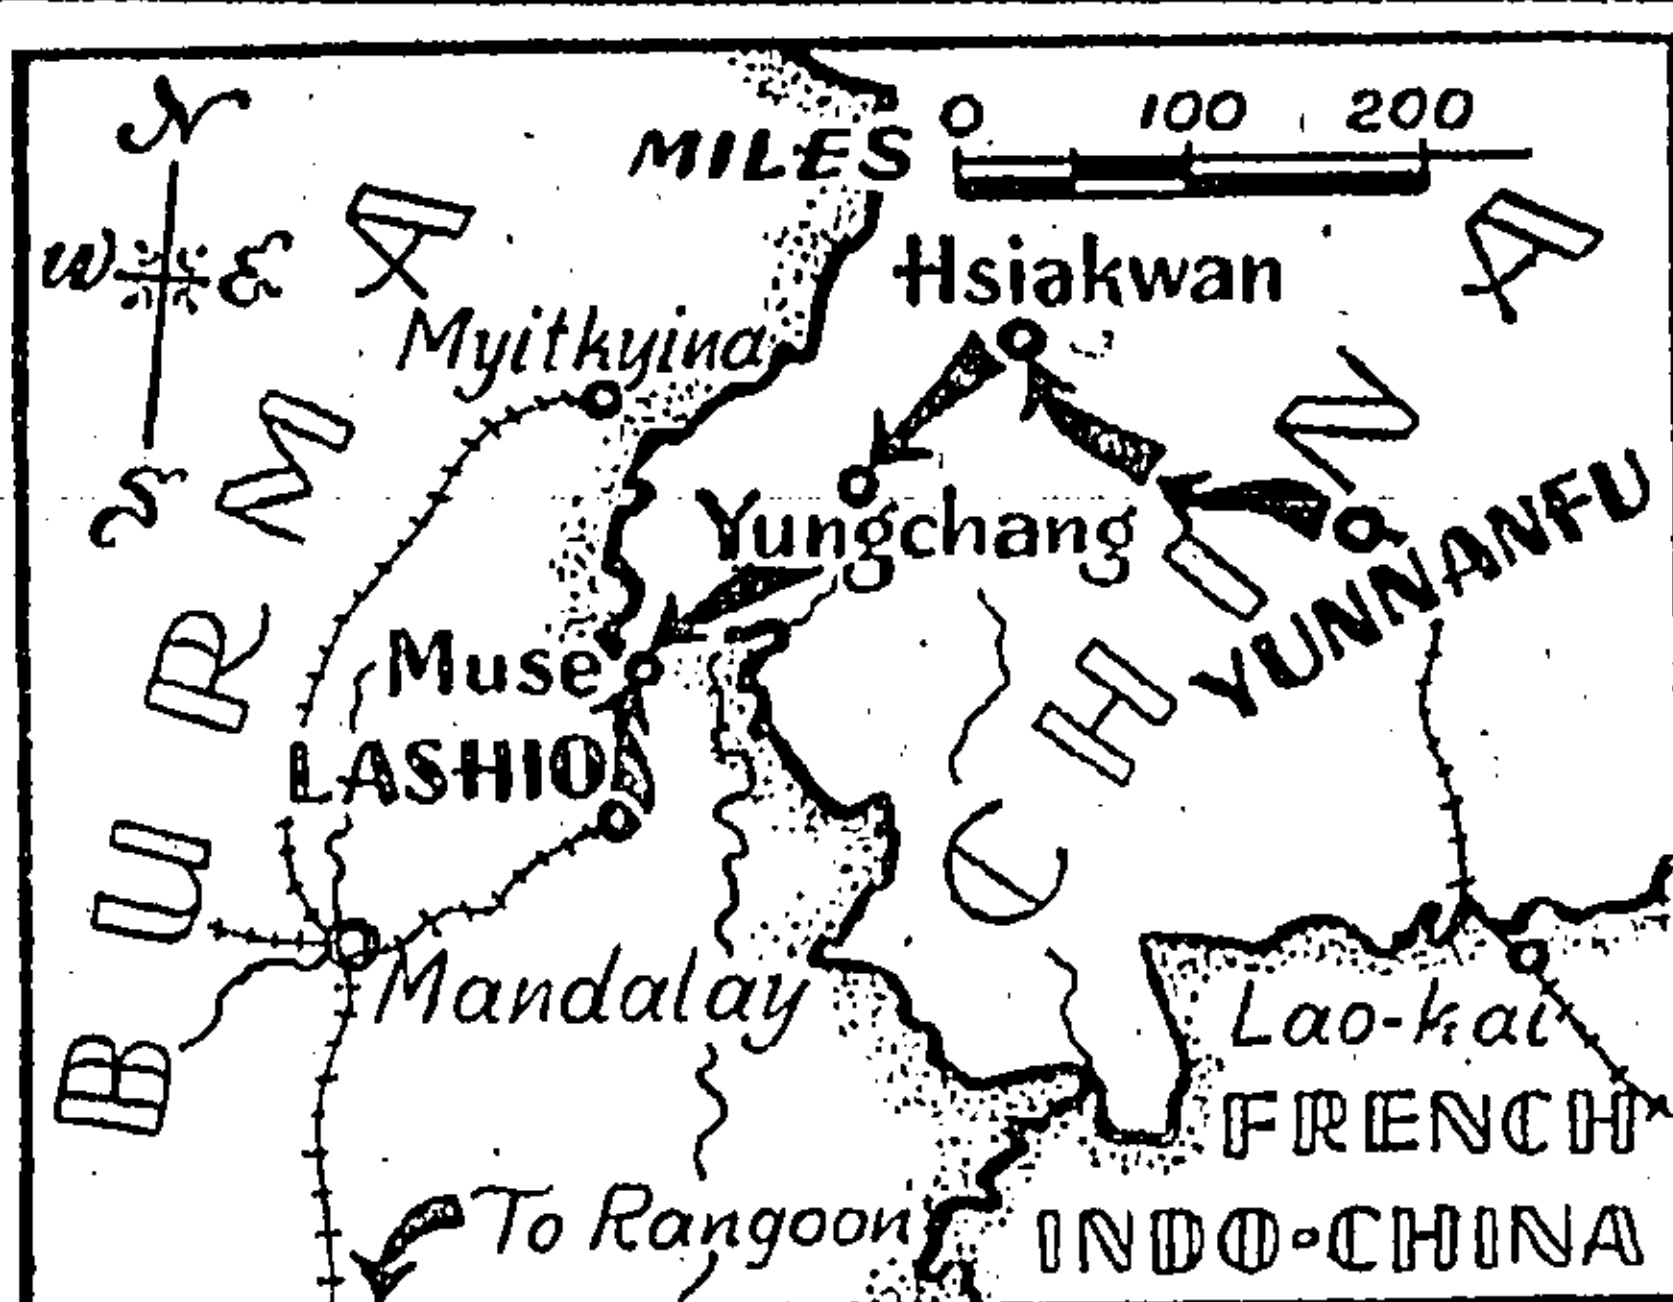 N
MILES 0 100 200
W E
S
Hsiakwan
Myitkyina
BURMA
CHINA
Yungchang
YUNNANFU
Muse
LASHIO
Mandalay
Lao-kai
FRENCH
INDO-CHINA
To Rangoon